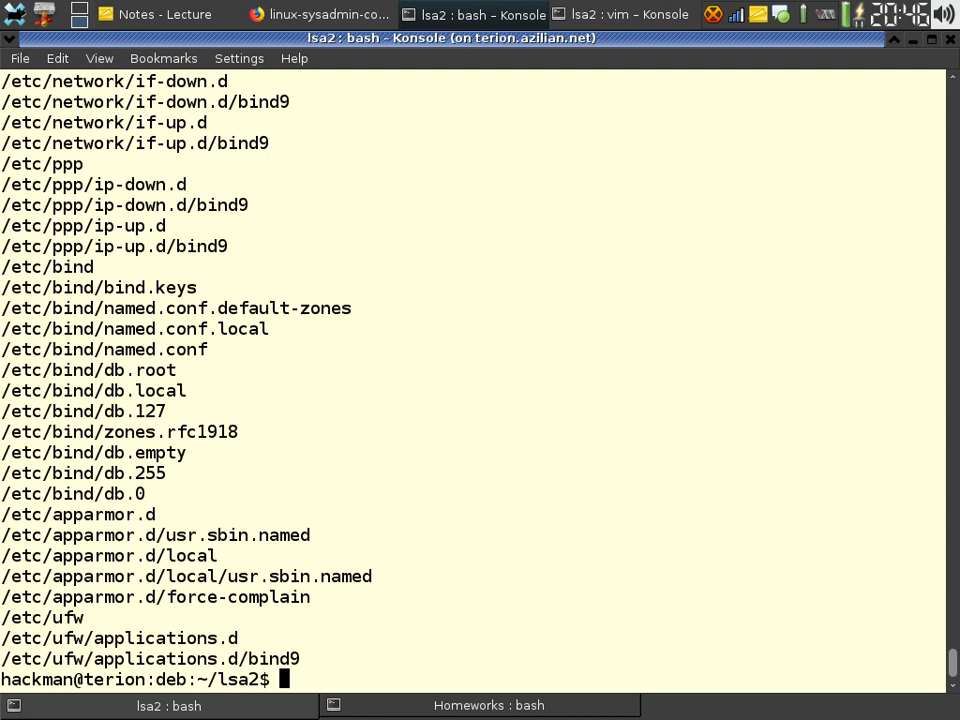 Notes - Lecture
linux-sysadmin-co...
lsa2 : bash – Konsole
lsa2 : vim – Konsole
20:46
lsa2 : bash – Konsole (on terion.azilian.net)
File Edit View Bookmarks Settings Help
/etc/network/if-down.d
/etc/network/if-down.d/bind9
/etc/network/if-up.d
/etc/network/if-up.d/bind9
/etc/ppp
/etc/ppp/ip-down.d
/etc/ppp/ip-down.d/bind9
/etc/ppp/ip-up.d
/etc/ppp/ip-up.d/bind9
/etc/bind
/etc/bind/bind.keys
/etc/bind/named.conf.default-zones
/etc/bind/named.conf.local
/etc/bind/named.conf
/etc/bind/db.root
/etc/bind/db.local
/etc/bind/db.127
/etc/bind/zones.rfc1918
/etc/bind/db.empty
/etc/bind/db.255
/etc/bind/db.0
/etc/apparmor.d
/etc/apparmor.d/usr.sbin.named
/etc/apparmor.d/local
/etc/apparmor.d/local/usr.sbin.named
/etc/apparmor.d/force-complain
/etc/ufw
/etc/ufw/applications.d
/etc/ufw/applications.d/bind9
hackman@terion:deb:~/lsa2$
lsa2 : bash
Homeworks : bash